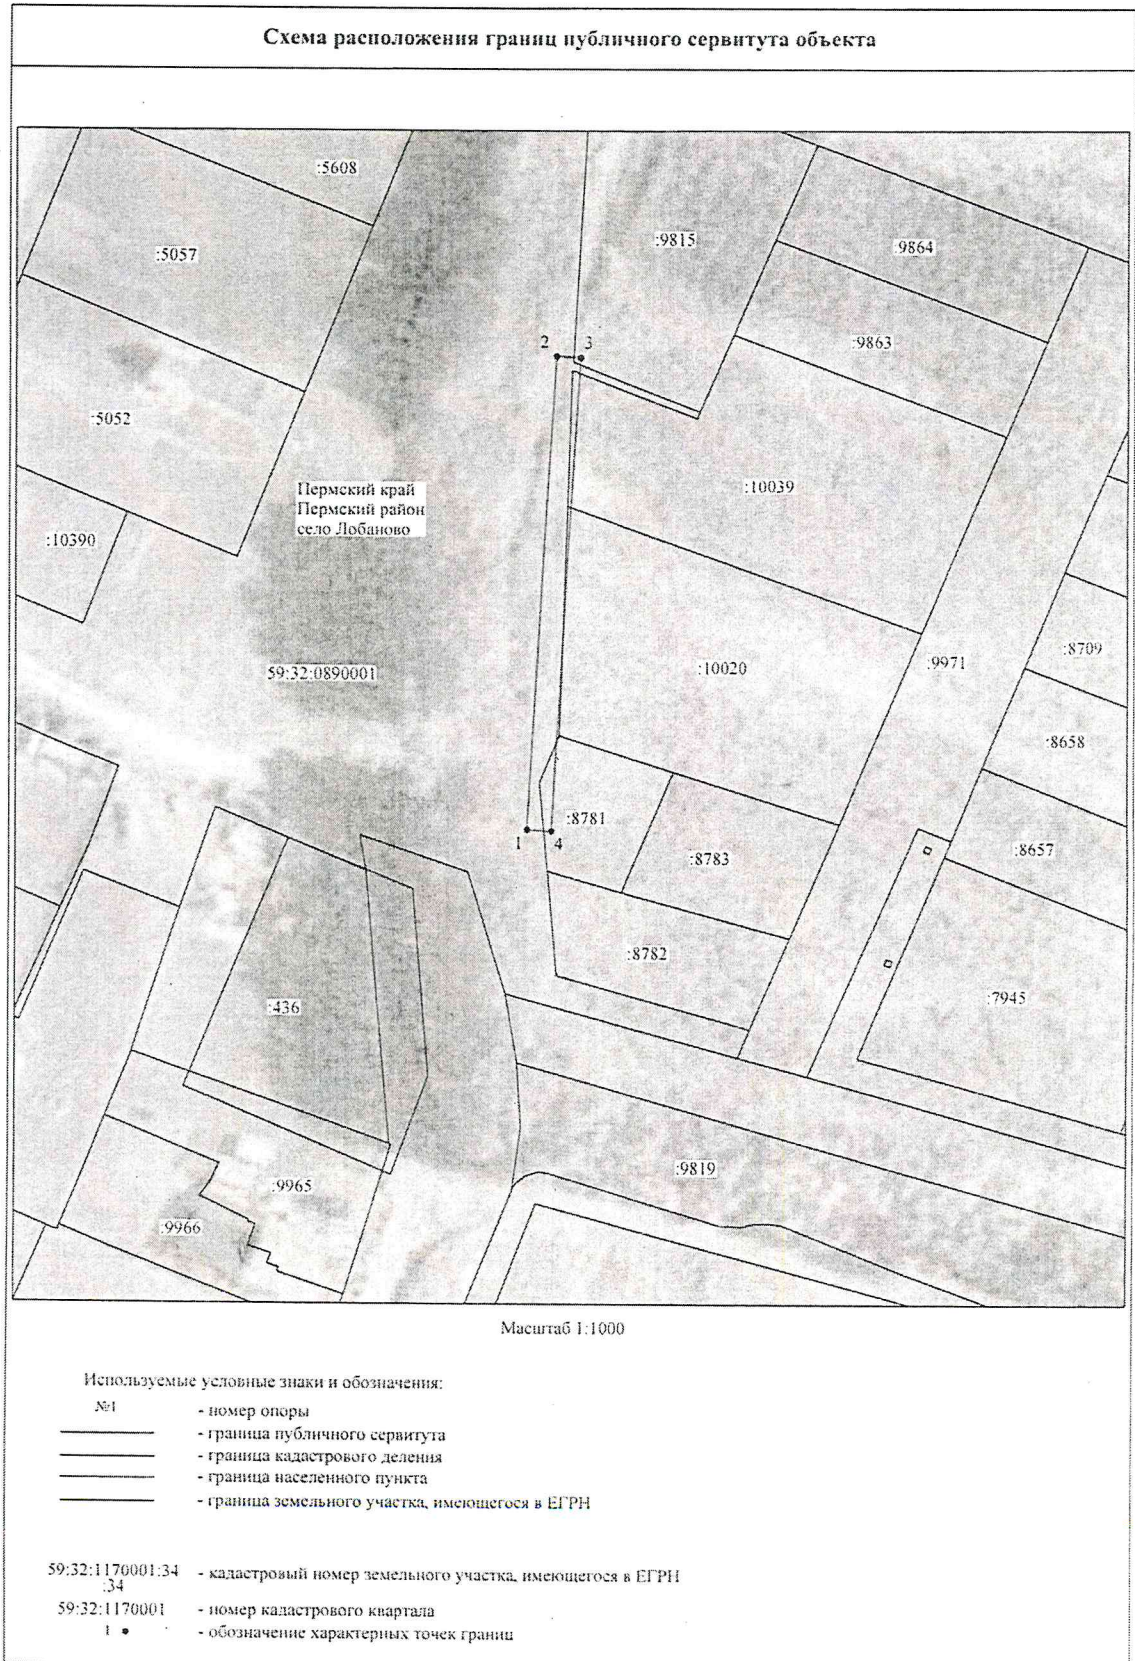 Схема расположения границ публичного сервитута объекта
:5608
:5057
:9815
:9864
2
3
:9863
:5052
Пермский край
Пермский район
село Лобаново
:10039
:10390
:8709
59:32:0890001
:10020
:9971
:8658
1
4
:8781
:8783
:8657
:8782
:436
:7945
:9965
:9819
:9966
Масштаб 1:1000
Используемые условные знаки и обозначения:
№1 - номер опоры
- граница публичного сервитута
- граница кадастрового деления
- граница населенного пункта
- граница земельного участка, имеющегося в ЕГРН
59:32:1170001:34 - кадастровый номер земельного участка, имеющегося в ЕГРН
:34
59:32:1170001 - номер кадастрового квартала
1 - обозначение характерных точек границ